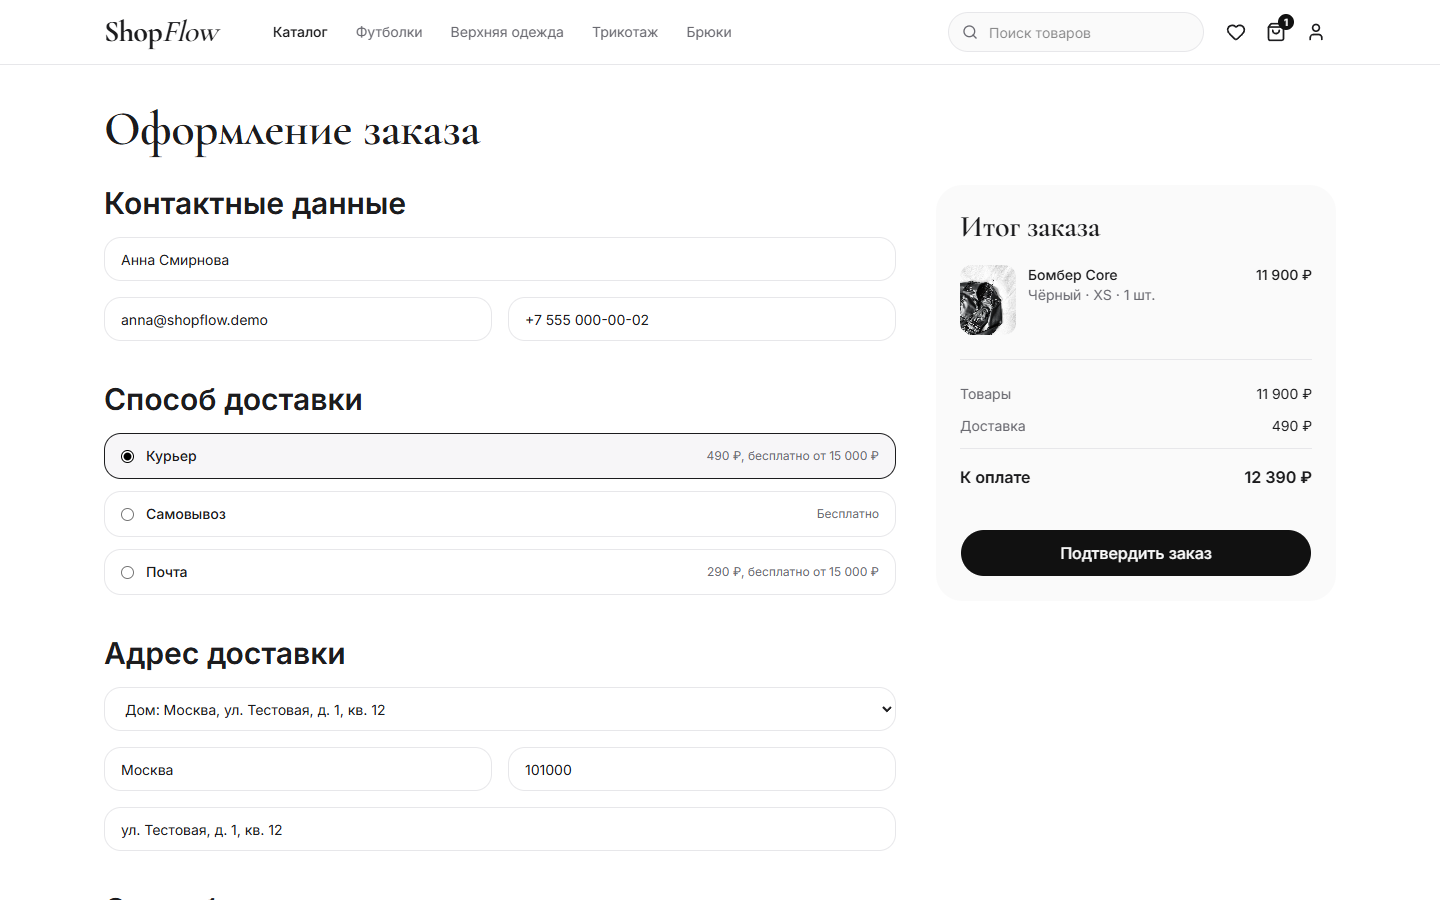 ShopFlow
Каталог
Футболки
Верхняя одежда
Трикотаж
Брюки
Поиск товаров
1
Оформление заказа
Контактные данные
Анна Смирнова
anna@shopflow.demo
+7 555 000-00-02
Способ доставки
Курьер
490 ₽, бесплатно от 15 000 ₽
Самовывоз
Бесплатно
Почта
290 ₽, бесплатно от 15 000 ₽
Адрес доставки
Дом: Москва, ул. Тестовая, д. 1, кв. 12
Москва
101000
ул. Тестовая, д. 1, кв. 12
Итог заказа
Бомбер Core
11 900 ₽
Чёрный · XS · 1 шт.
Товары
11 900 ₽
Доставка
490 ₽
К оплате
12 390 ₽
Подтвердить заказ